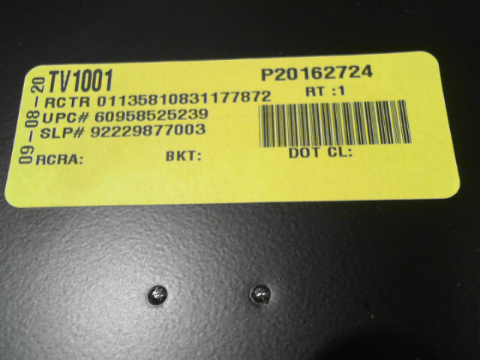 09-08-20
TV1001
P20162724
RCTR 01135810831177872
RT :1
UPC# 60958525239
SLP# 92229877003
RCRA: BKT: DOT CL: